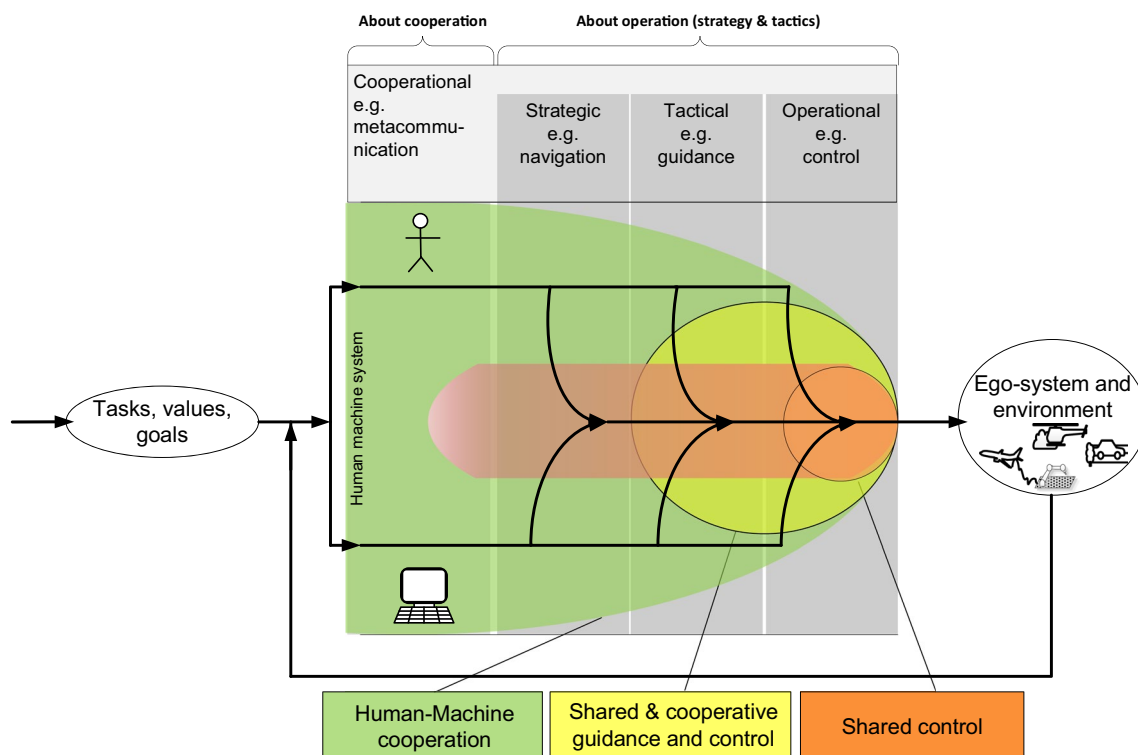 About cooperation
About operation (strategy & tactics)
Cooperational
e.g.
metacommu-
nication
Strategic
e.g.
navigation
Tactical
e.g.
guidance
Operational
e.g.
control
Human machine system
Tasks, values,
goals
Ego-system and
environment
Human-Machine
cooperation
Shared & cooperative
guidance and control
Shared control